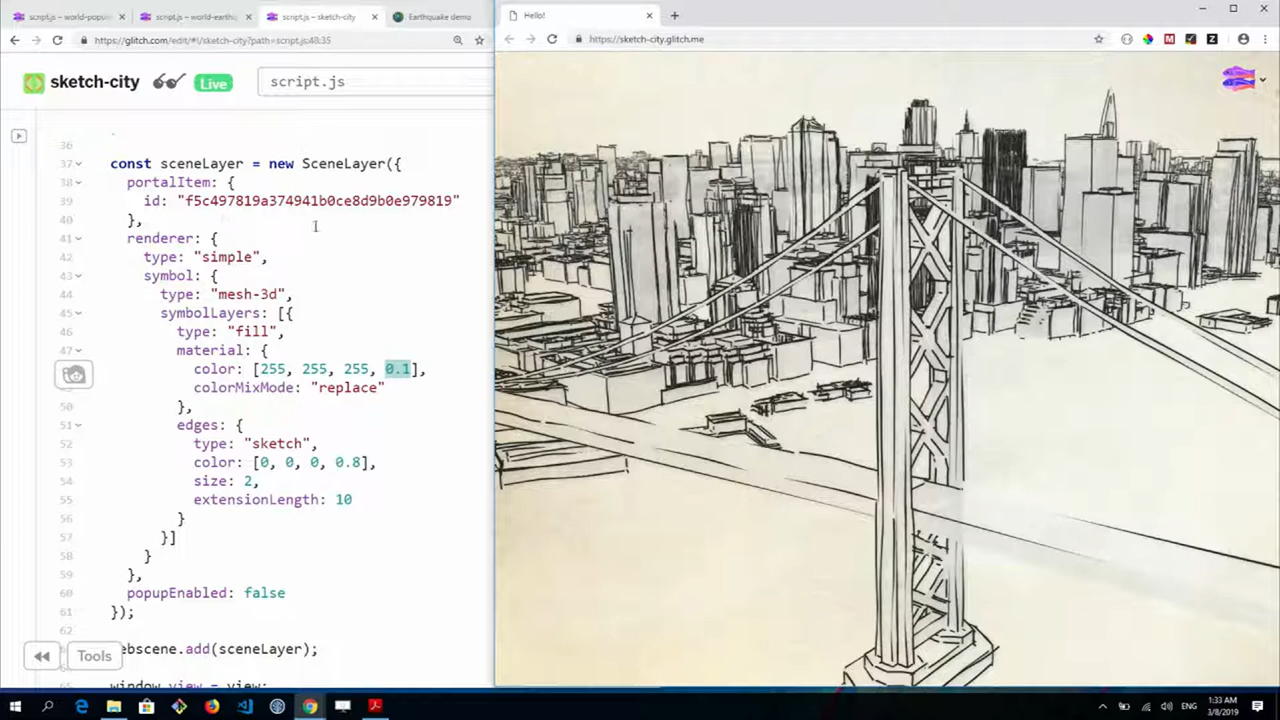 script.js – world-popu
script.js – world-earthq
script.js – sketch-city
Earthquake demo
https://glitch.com/edit/#!/sketch-city?path=script.js:48:35
sketch-city
Live
script.js
36
37 const sceneLayer = new SceneLayer({
38 portalItem: {
39 id: "f5c497819a374941b0ce8d9b0e979819"
40 },
41 renderer: {
42 type: "simple",
43 symbol: {
44 type: "mesh-3d",
45 symbolLayers: [{
46 type: "fill",
47 material: {
color: [255, 255, 255, 0.1],
colorMixMode: "replace"
50 },
51 edges: {
52 type: "sketch",
53 color: [0, 0, 0, 0.8],
54 size: 2,
55 extensionLength: 10
56 }
57 }]
58 }
59 },
60 popupEnabled: false
61 });
62
ebscene.add(sceneLayer);
65 window.view = view;
Tools
Hello!
https://sketch-city.glitch.me
ENG
1:33 AM
3/8/2019